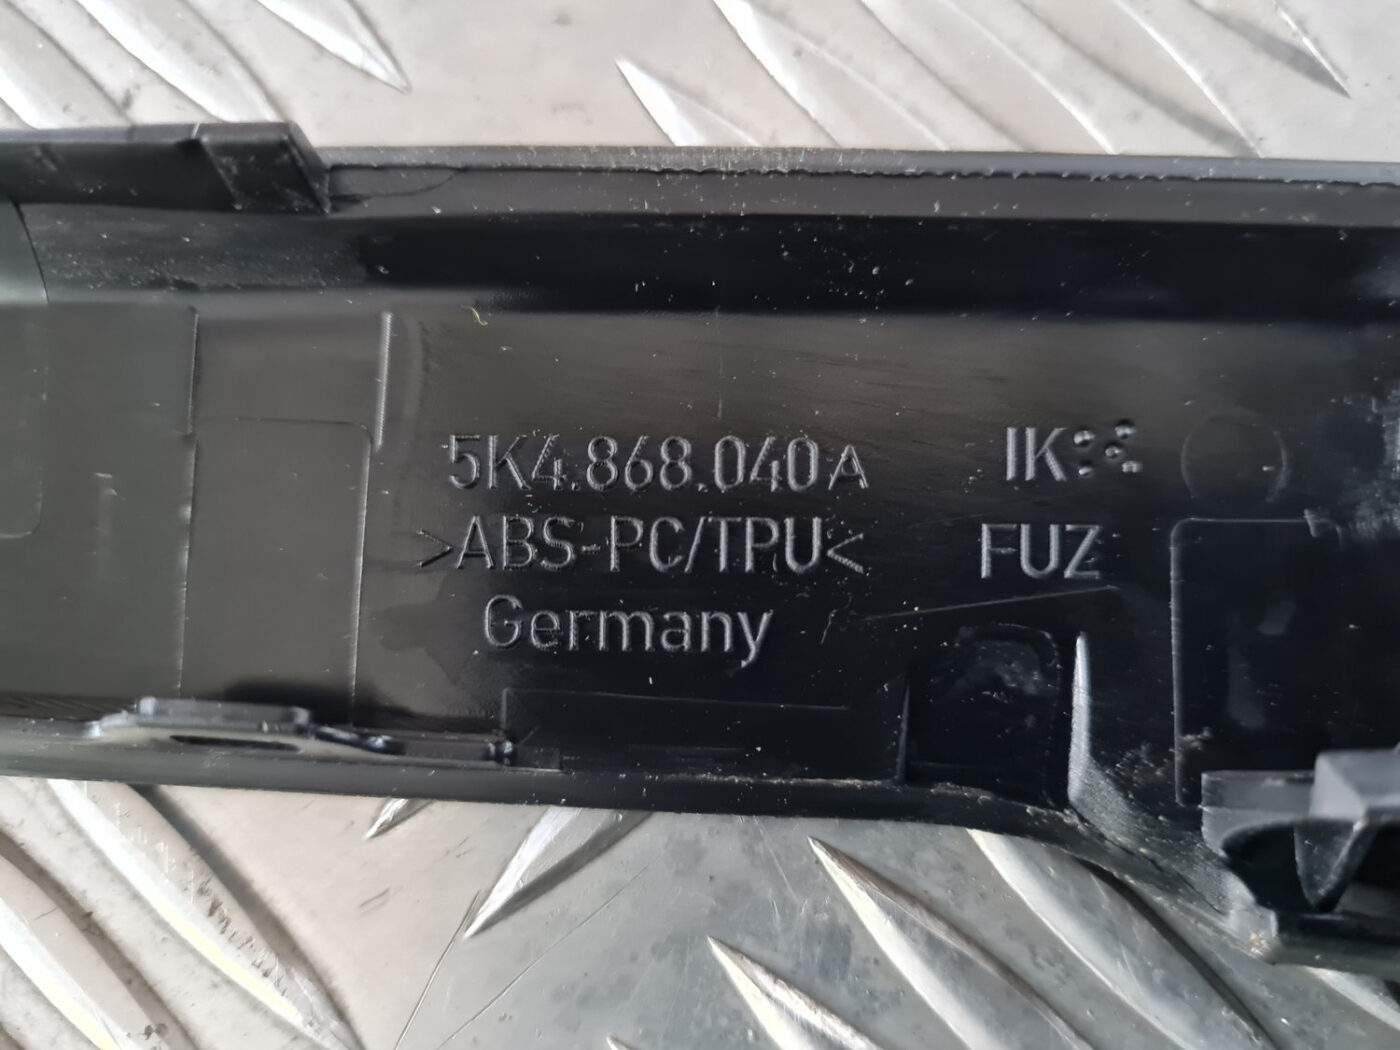 5K4.868.040A IK
>ABS-PC/TPU< FUZ
Germany